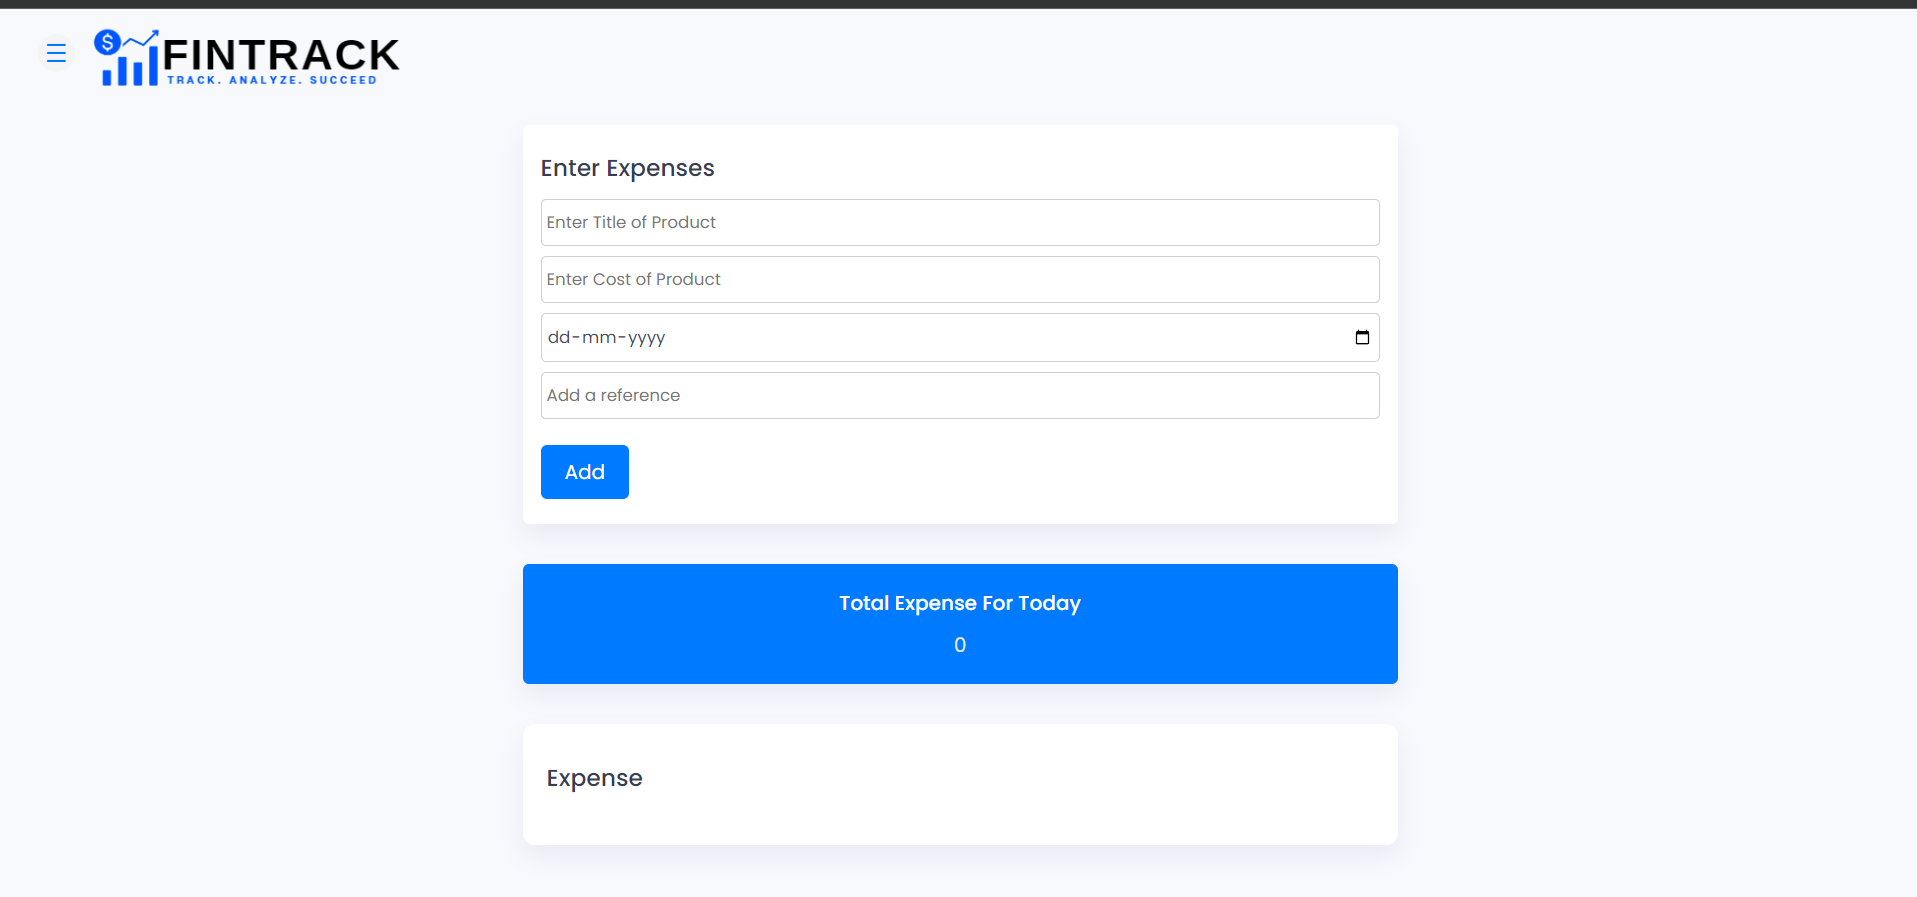 $
FINTRACK
TRACK. ANALYZE. SUCCEED
Enter Expenses
Enter Title of Product
Enter Cost of Product
dd-mm-yyyy
Add a reference
Add
Total Expense For Today
0
Expense